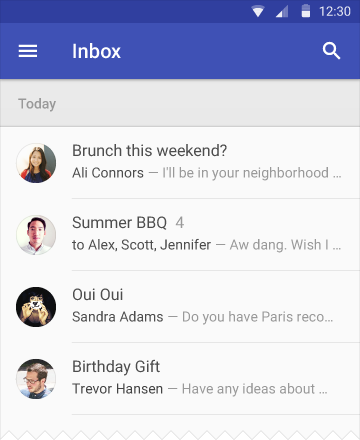 12:30
Inbox
Today
Brunch this weekend?
Ali Connors — I'll be in your neighborhood ...
Summer BBQ 4
to Alex, Scott, Jennifer — Aw dang. Wish I ...
Oui Oui
Sandra Adams — Do you have Paris reco...
Birthday Gift
Trevor Hansen — Have any ideas about ...